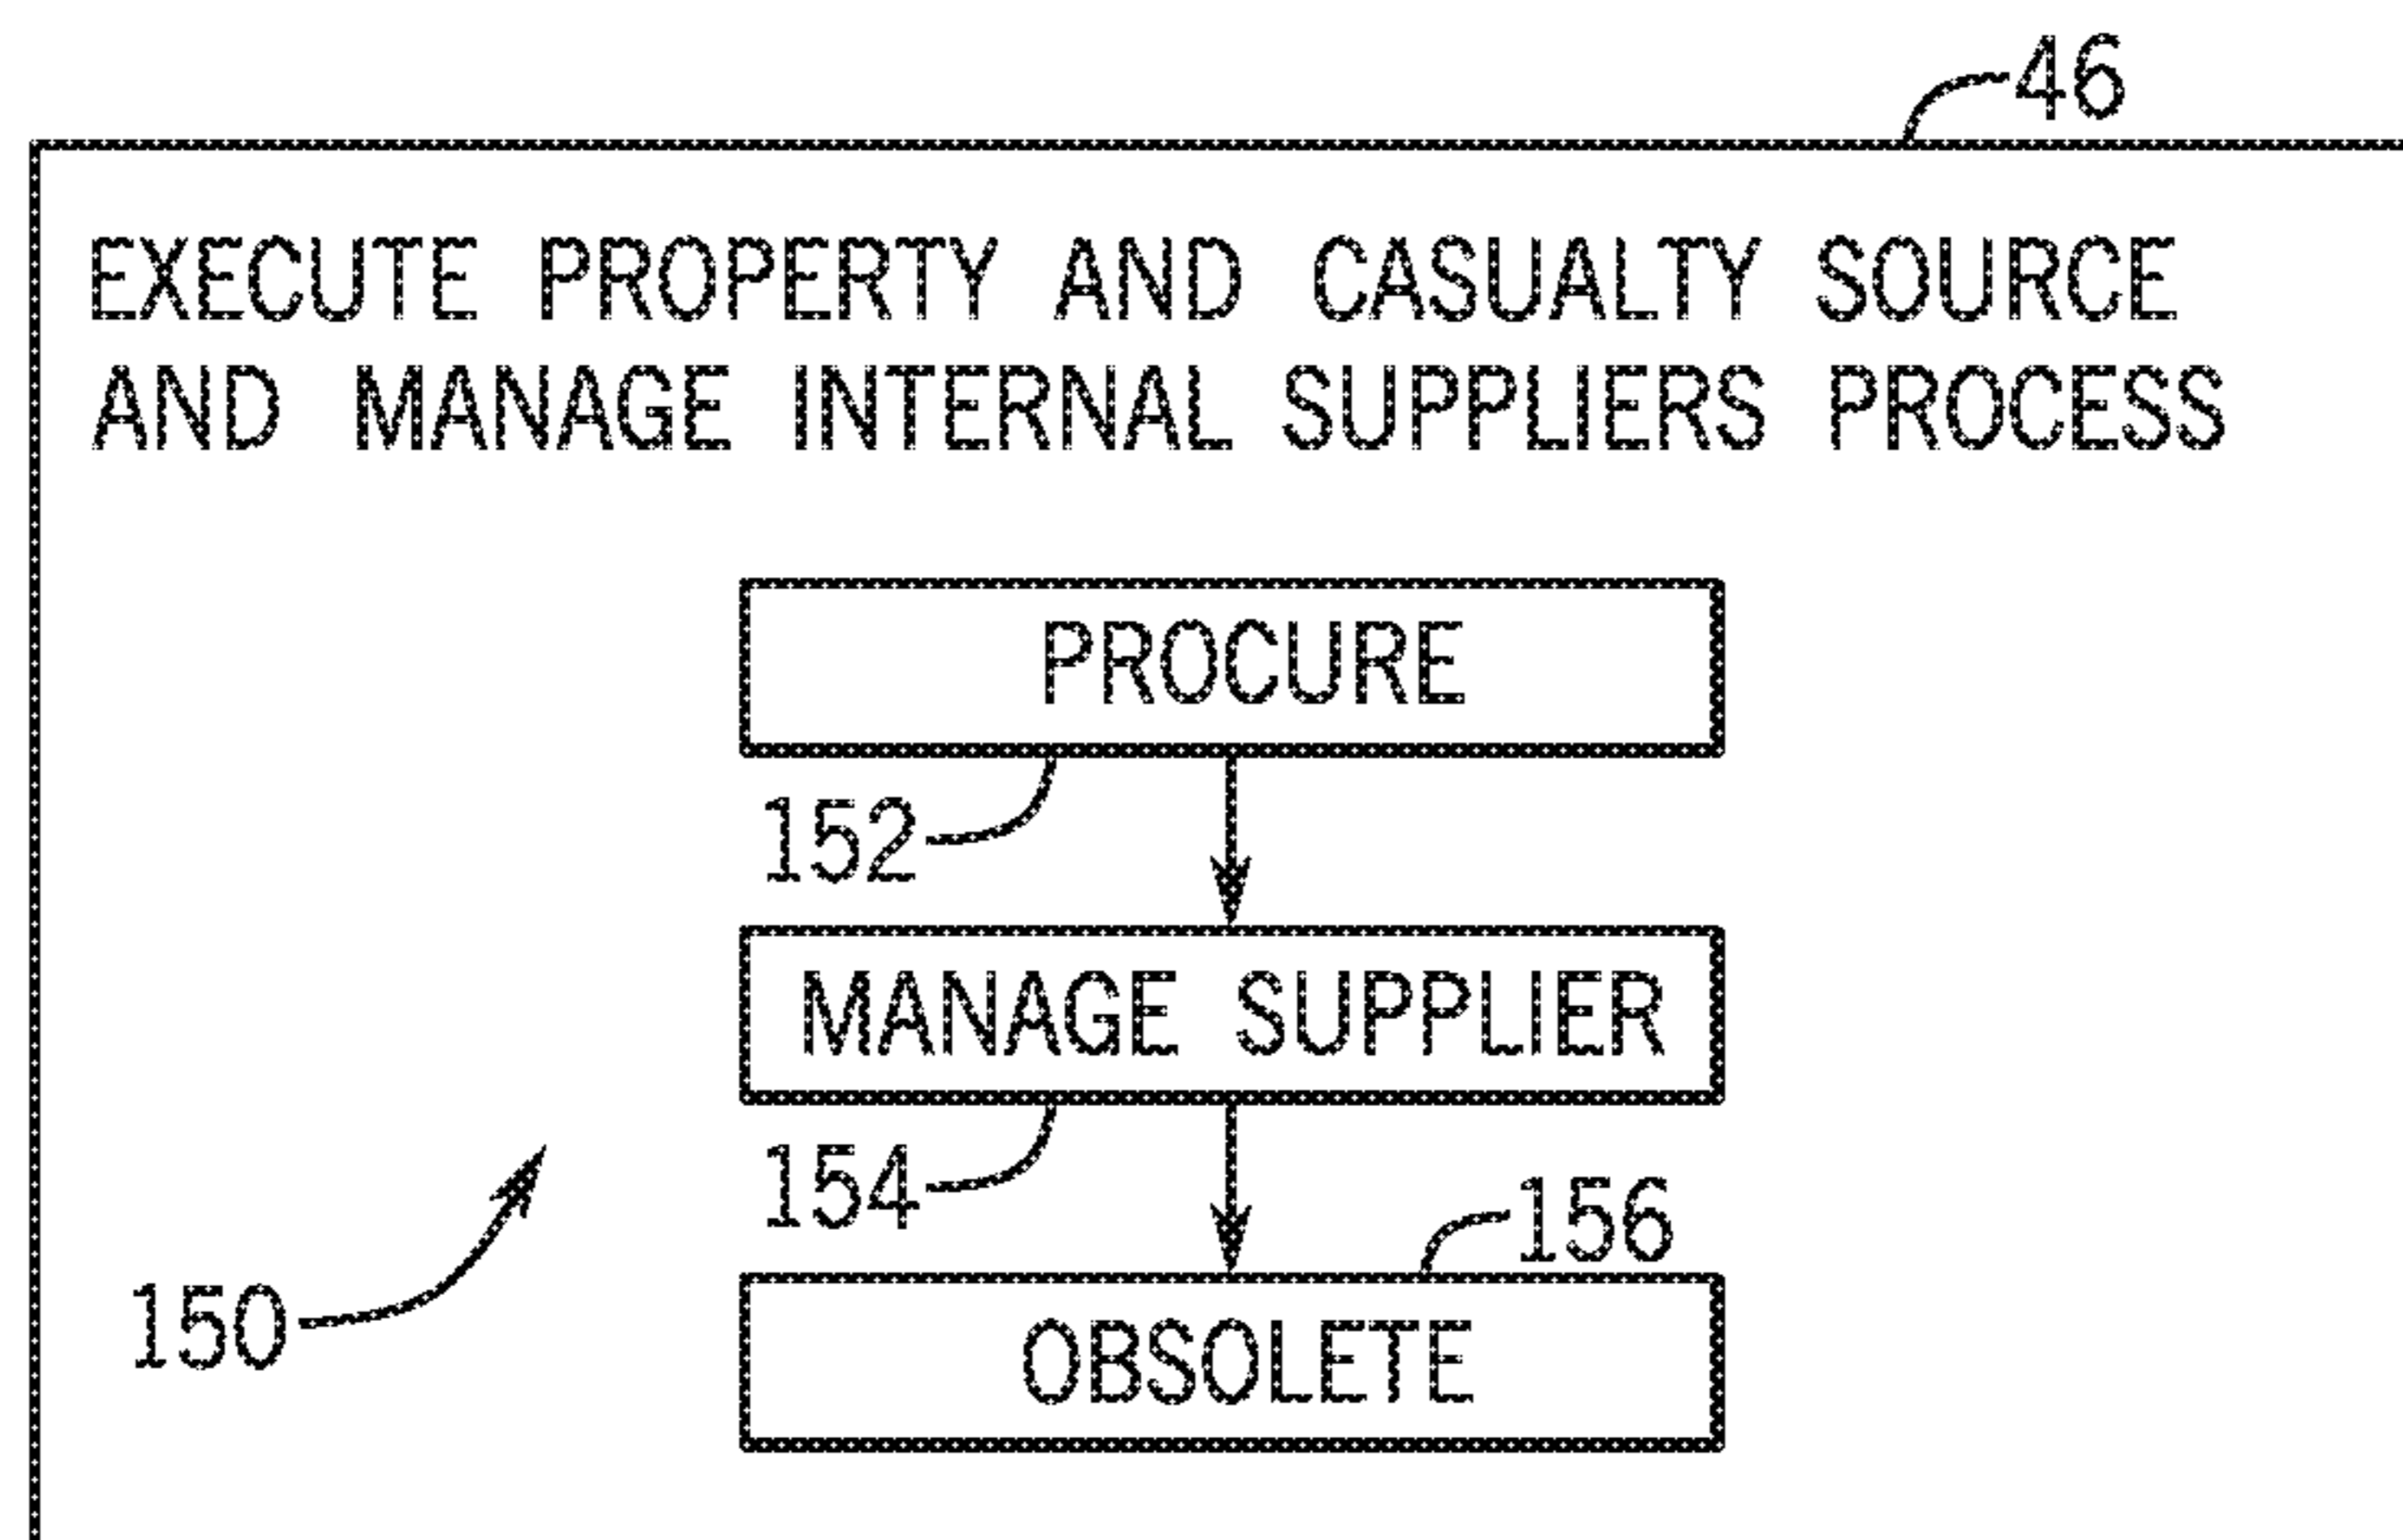 46
EXECUTE PROPERTY AND CASUALTY SOURCE
AND MANAGE INTERNAL SUPPLIERS PROCESS
PROCURE
152
MANAGE SUPPLIER
154
156
150
OBSOLETE